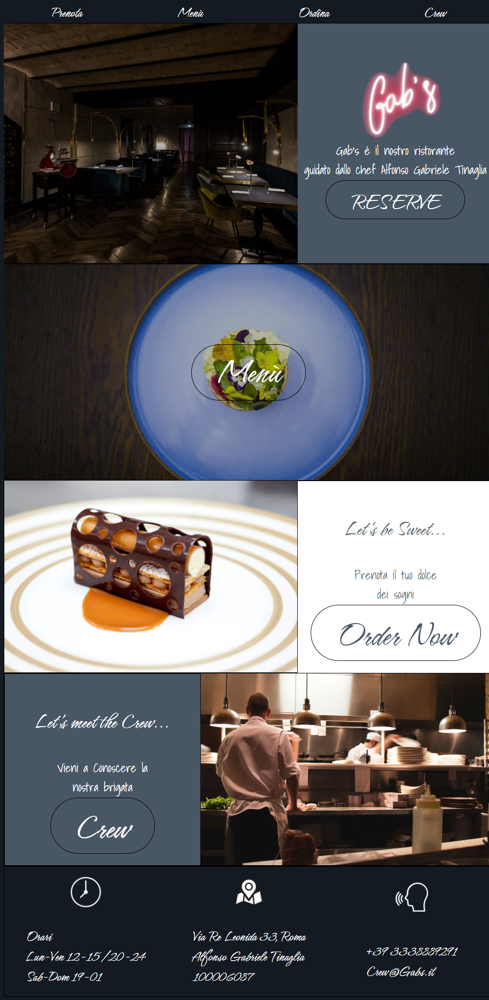 Prenota Menù Ordina Crew
Gab's
Gab's è il nostro ristorante
guidato dallo chef Alfonso Gabriele Tinaglia
RESERVE
Menù
Let's be Sweet...
Prenota il tuo dolce
dei sogni
Order Now
Let's meet the Crew...
Vieni a Conoscere la
nostra brigata
Crew
Orari
Lun-Ven 12-15/20-24
Sab-Dom 19-01
Via Re Leonida 33, Roma
Alfonso Gabriele Tinaglia
100006087
+39 3338889291
Crew@Gabs.it